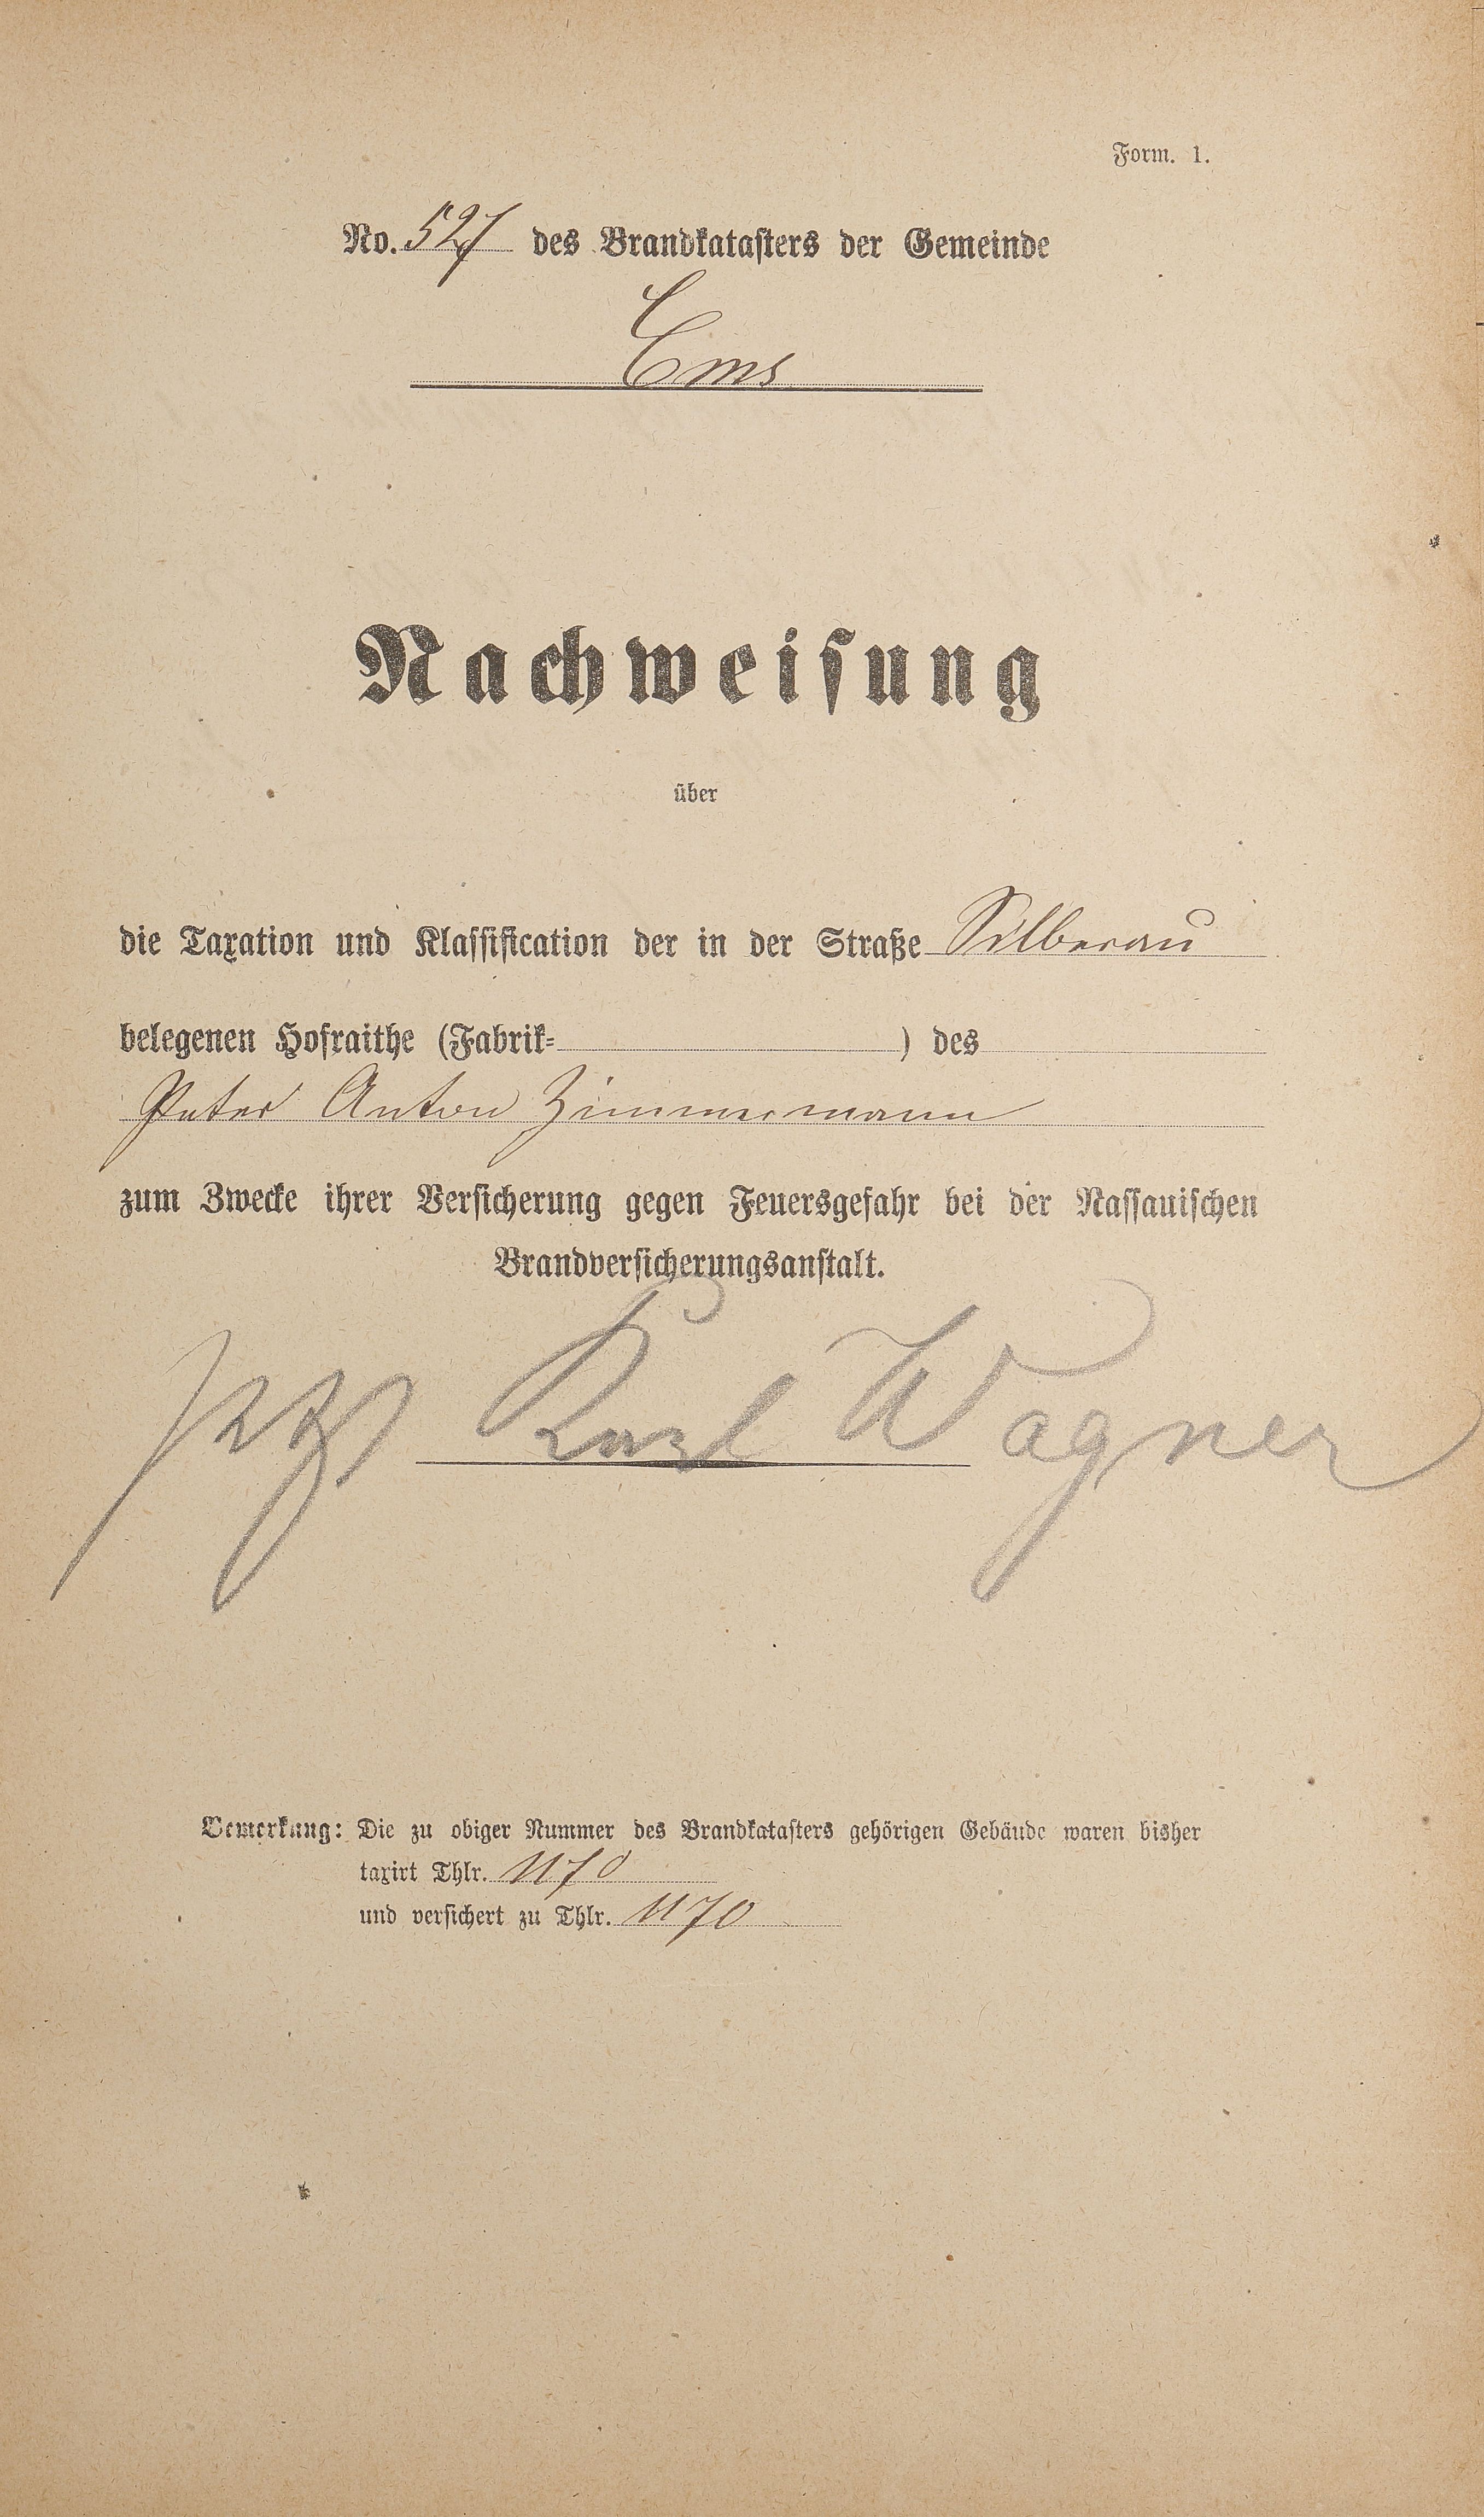 Form. 1.
No. 527 des Brandkatasters der Gemeinde
Ems
Nachweisung
über
die Taxation und Klassification der in der Straße Silberau
belegenen Hofraithe (Fabrik= ) des
Peter Anton Zimmermann
zum Zwecke ihrer Versicherung gegen Feuersgefahr bei der Nassauischen
Brandversicherungsanstalt.
jetzt Karl Wagner
Bemerkung: Die zu obiger Nummer des Brandkatasters gehörigen Gebäude waren bisher
taxirt Thlr. 1170
und versichert zu Thlr. 1170